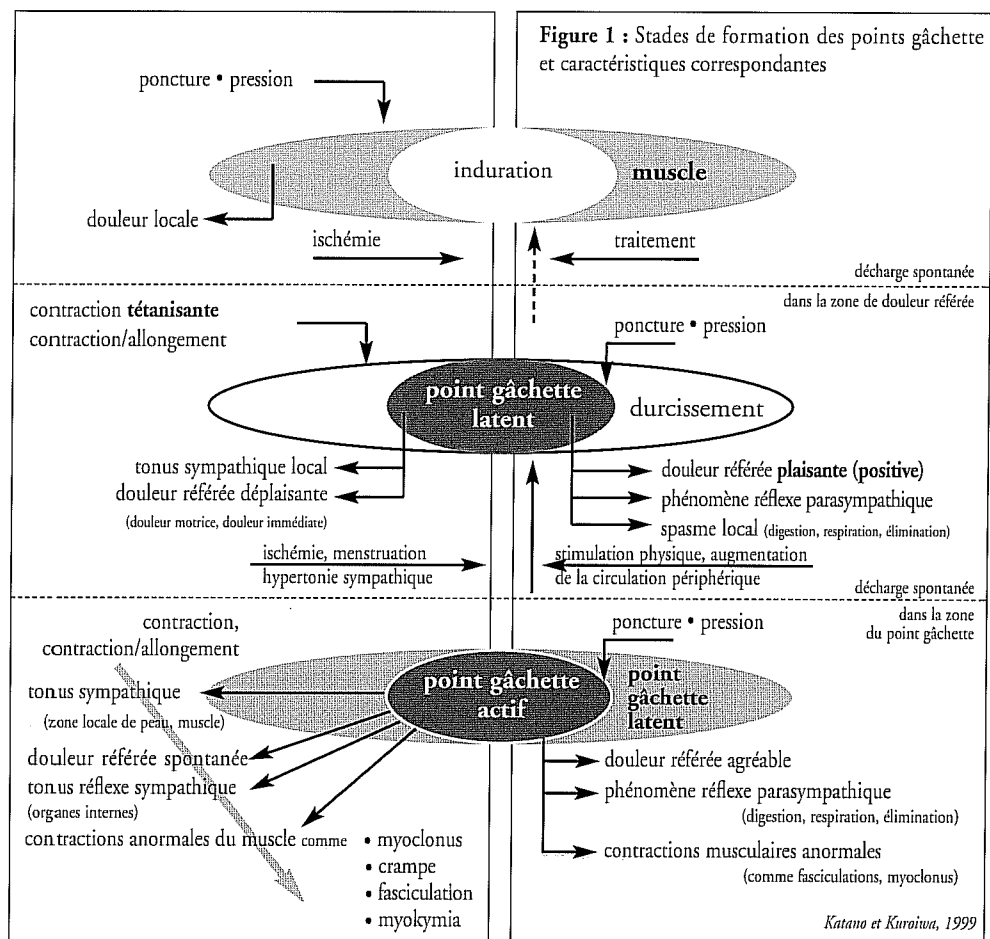 Figure 1 : Stades de formation des points gâchette
et caractéristiques correspondantes
poncture • pression
induration
muscle
douleur locale
ischémie
traitement
décharge spontanée
dans la zone de douleur référée
contraction tétanisante
contraction/allongement
poncture • pression
point gâchette
latent
durcissement
tonus sympathique local
douleur référée déplaisante
(douleur motrice, douleur immédiate)
douleur référée plaisante (positive)
phénomène réflexe parasympathique
spasme local (digestion, respiration, élimination)
ischémie, menstruation
hypertonie sympathique
stimulation physique, augmentation
de la circulation périphérique
décharge spontanée
dans la zone
du point gâchette
contraction,
contraction/allongement
poncture • pression
point gâchette
actif
point
gâchette
latent
tonus sympathique
(zone locale de peau, muscle)
douleur référée spontanée
tonus réflexe sympathique
(organes internes)
contractions anormales du muscle comme
• myoclonus
• crampe
• fasciculation
• myokymia
douleur référée agréable
phénomène réflexe parasympathique
(digestion, respiration, élimination)
contractions musculaires anormales
(comme fasciculations, myoclonus)
Katano et Kuroiwa, 1999